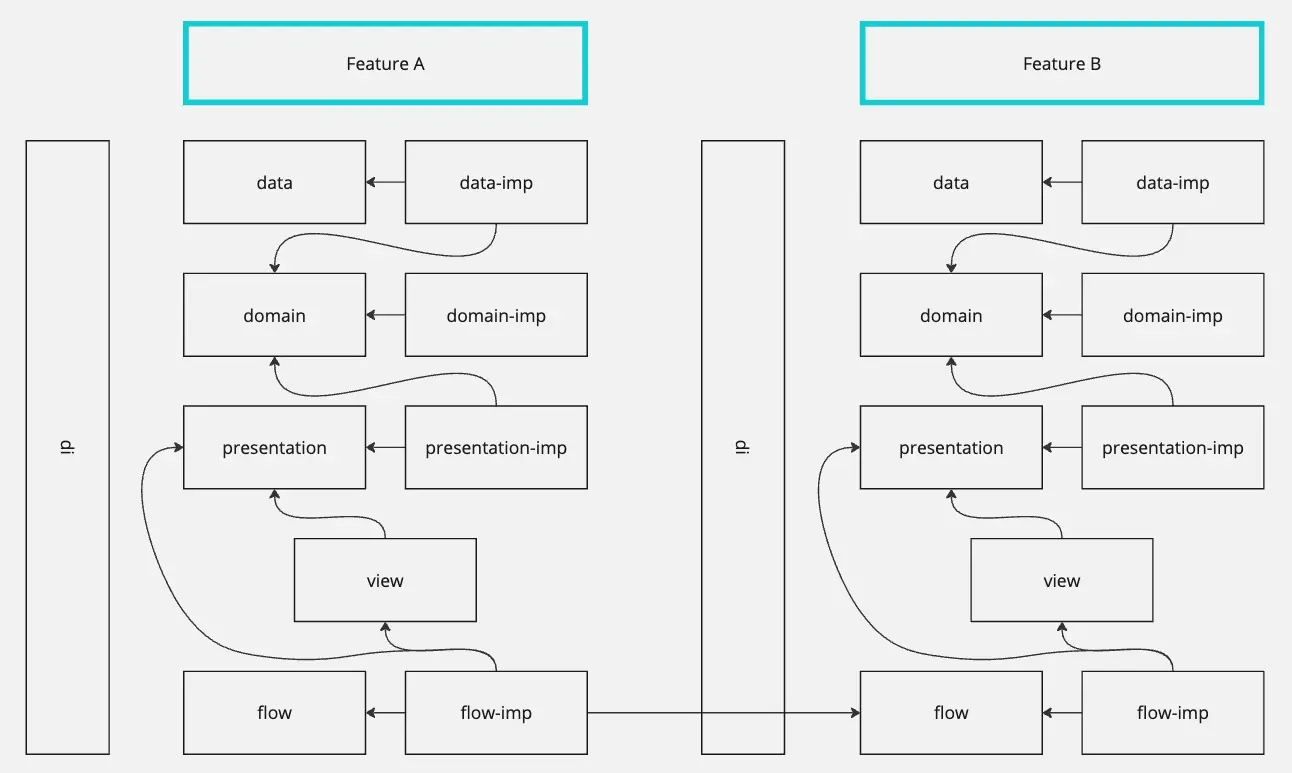 Feature A
Feature B
data
data-imp
data
data-imp
domain
domain-imp
domain
domain-imp
di
presentation
presentation-imp
di
presentation
presentation-imp
view
view
flow
flow-imp
flow
flow-imp